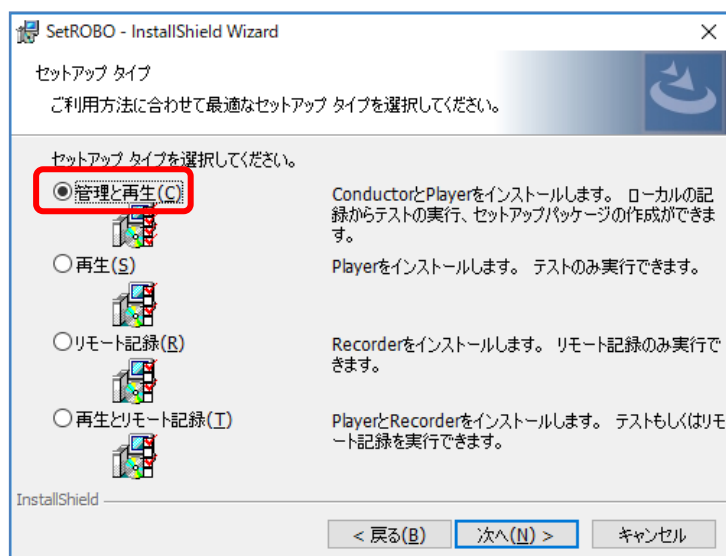 SetROBO - InstallShield Wizard
セットアップ タイプ
ご利用方法に合わせて最適なセットアップ タイプを選択してください。
セットアップ タイプを選択してください。
管理と再生(C)
ConductorとPlayerをインストールします。 ローカルの記
録からテストの実行、セットアップパッケージの作成ができま
す。
再生(S)
Playerをインストールします。 テストのみ実行できます。
リモート記録(R)
Recorderをインストールします。 リモート記録のみ実行で
きます。
再生とリモート記録(T)
PlayerとRecorderをインストールします。 テストもしくはリモ
ート記録を実行できます。
InstallShield
< 戻る(B)
次へ(N) >
キャンセル